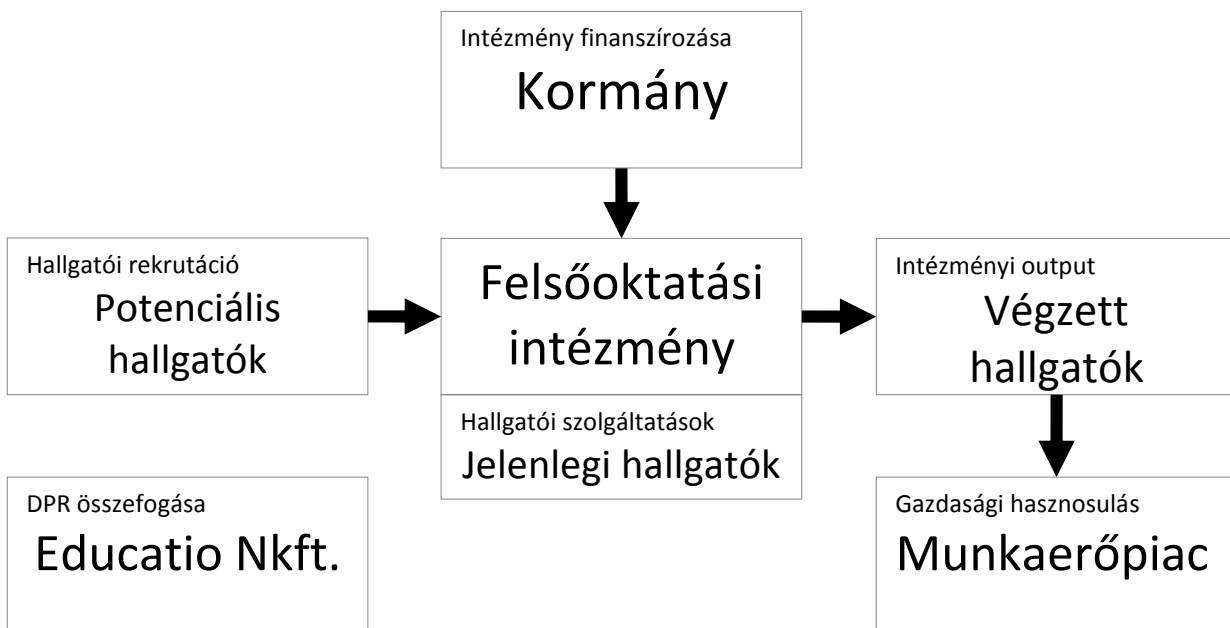 Intézmény finanszírozása
Kormány
Hallgatói rekrutáció
Potenciális
hallgatók
Felsőoktatási
intézmény
Intézményi output
Végzett
hallgatók
Hallgatói szolgáltatások
Jelenlegi hallgatók
DPR összefogása
Educatio Nkft.
Gazdasági hasznosulás
Munkaerőpiac